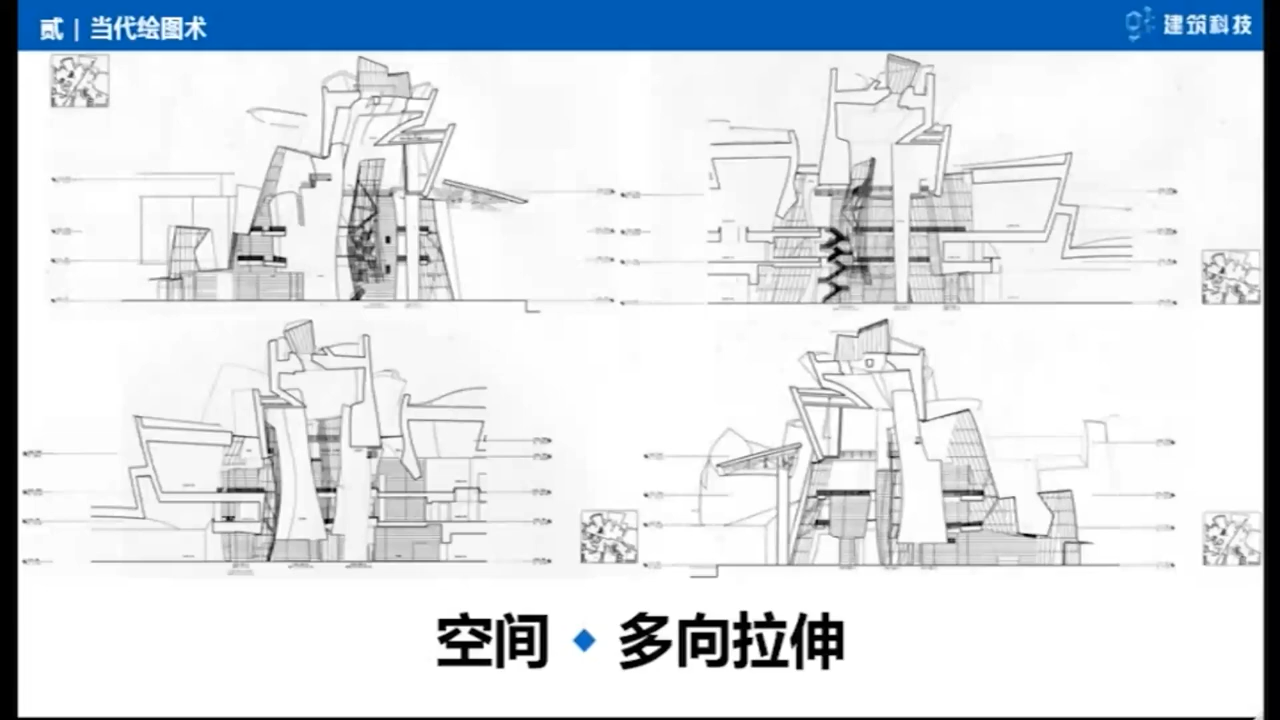 贰 | 当代绘图术
建筑科技
空间 ◆ 多向拉伸